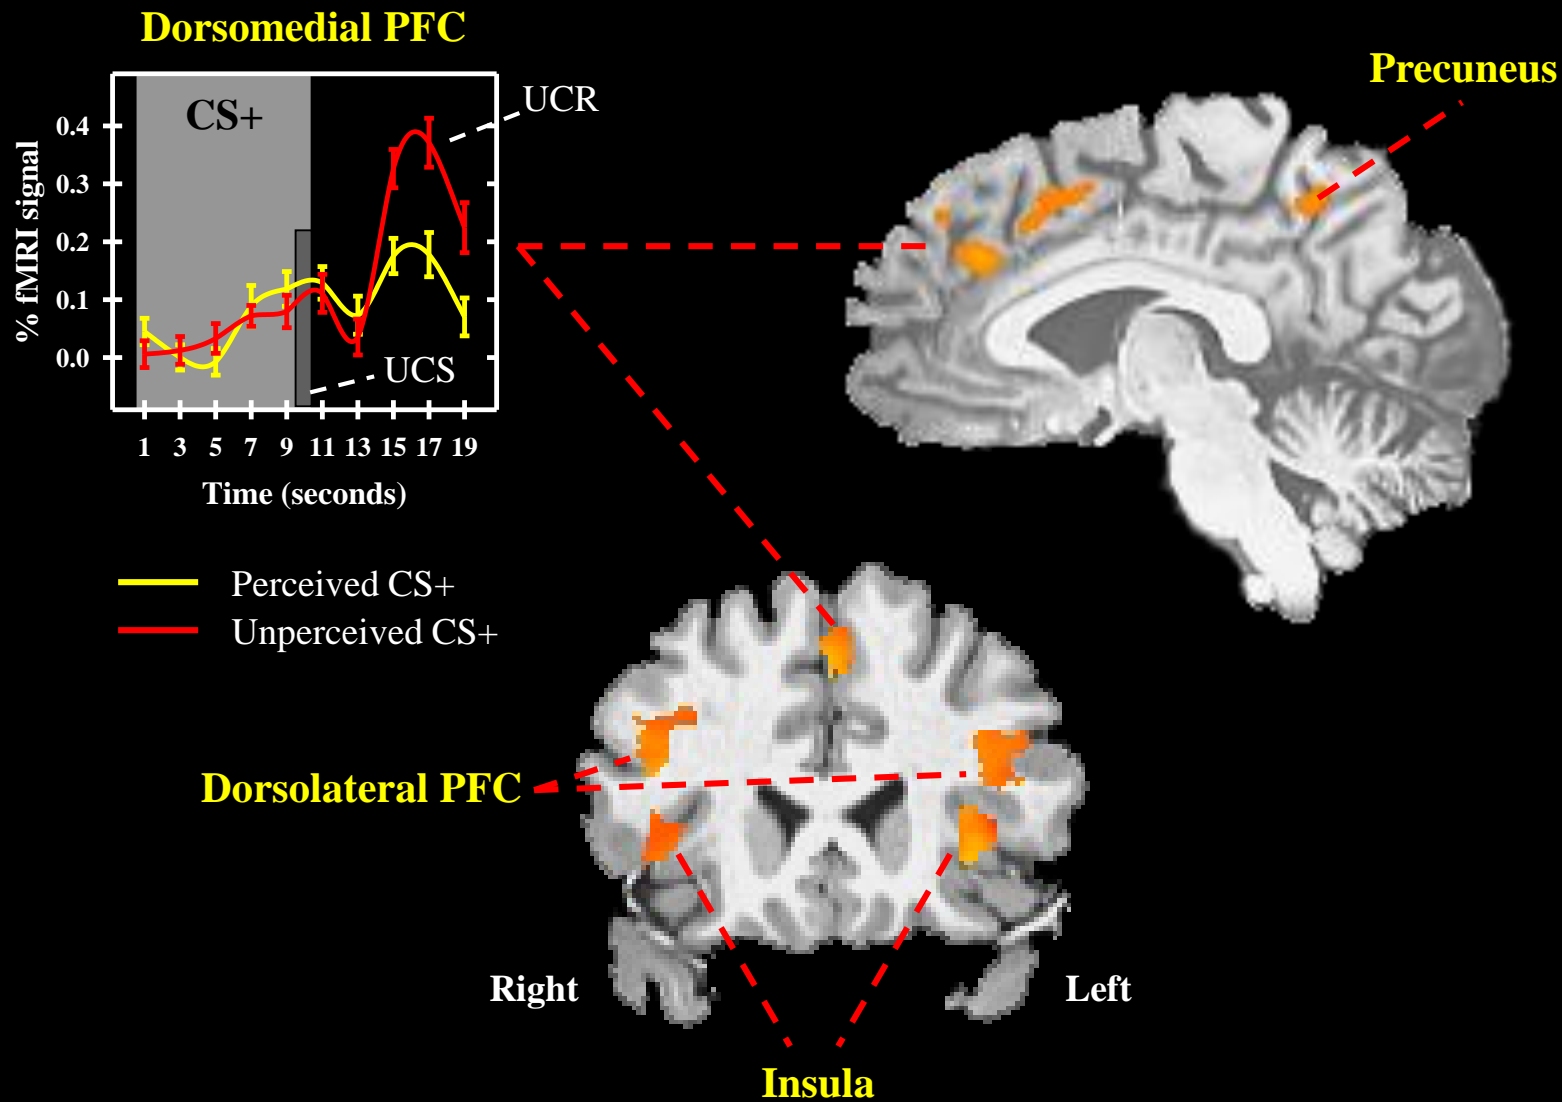 Dorsomedial PFC
Precuneus
CS+
UCR
0.4
0.3
0.2
0.1
0.0
% fMRI signal
UCS
1 3 5 7 9 11 13 15 17 19
Time (seconds)
Perceived CS+
Unperceived CS+
Dorsolateral PFC
Right
Left
Insula